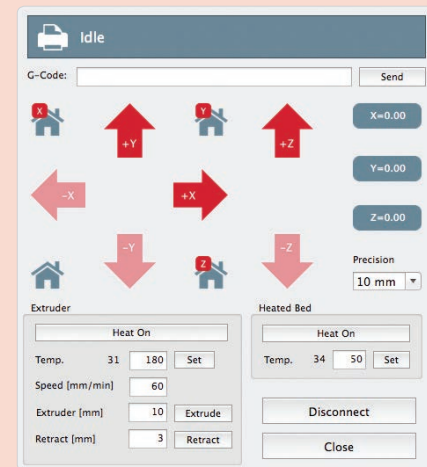 Idle
G-Code: Send
X Y X=0.00
+Y +Z
Y=0.00
-X +X
Z=0.00
-Y -Z
Z
Precision
10 mm
Extruder Heated Bed
Heat On Heat On
Temp. 31 180 Set Temp. 34 50 Set
Speed [mm/min] 60
Extruder [mm] 10 Extrude Disconnect
Retract [mm] 3 Retract
Close